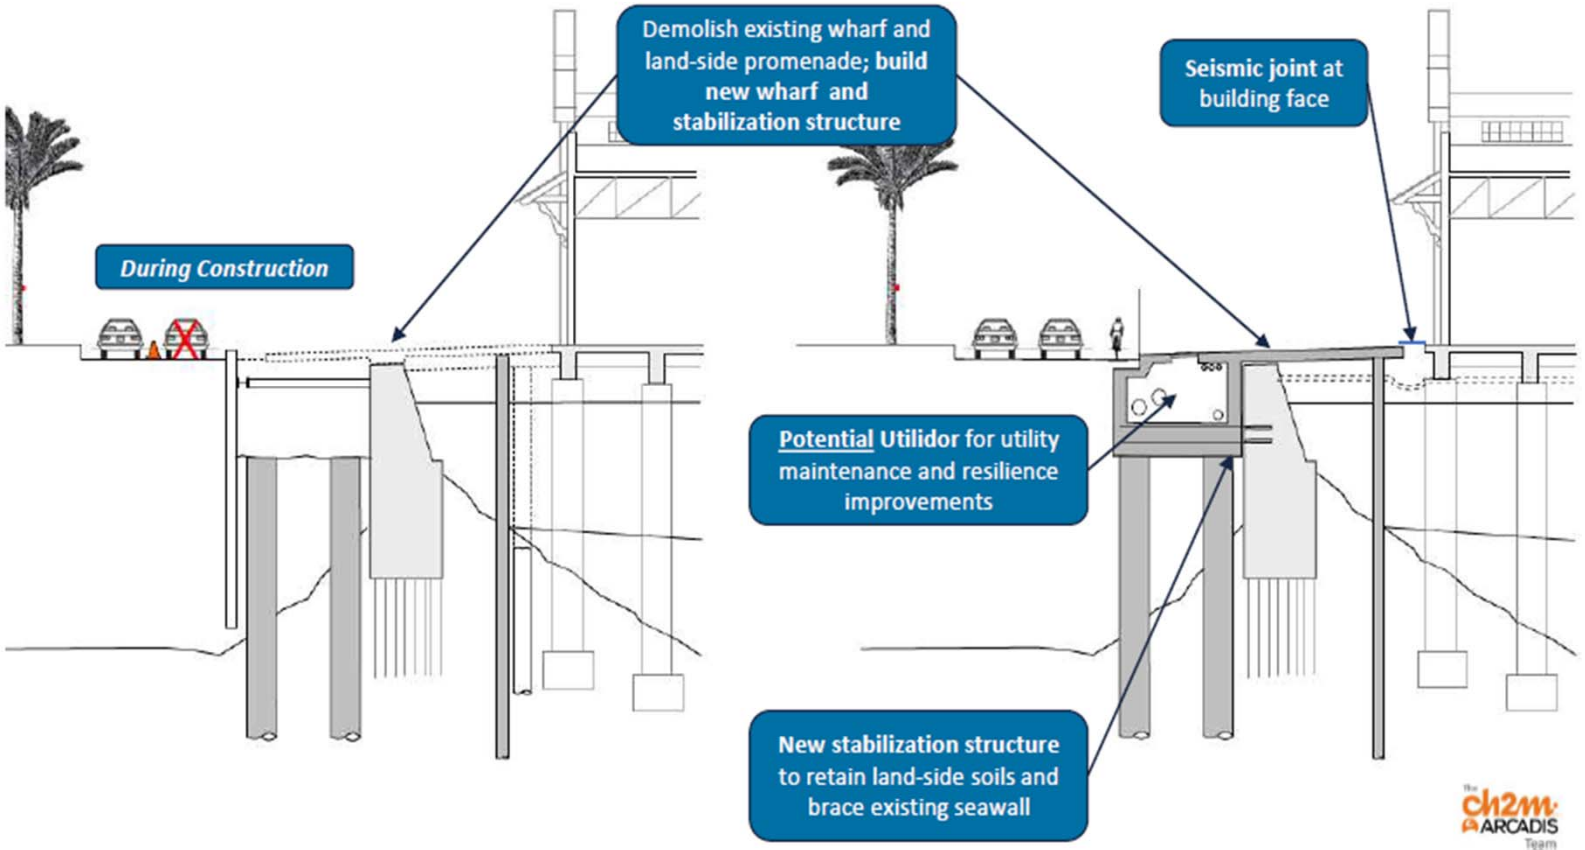 Demolish existing wharf and
land-side promenade; build
new wharf and
stabilization structure
Seismic joint at
building face
During Construction
Potential Utilidor for utility
maintenance and resilience
improvements
New stabilization structure
to retain land-side soils and
brace existing seawall
The
ch2m:
ARCADIS
Team